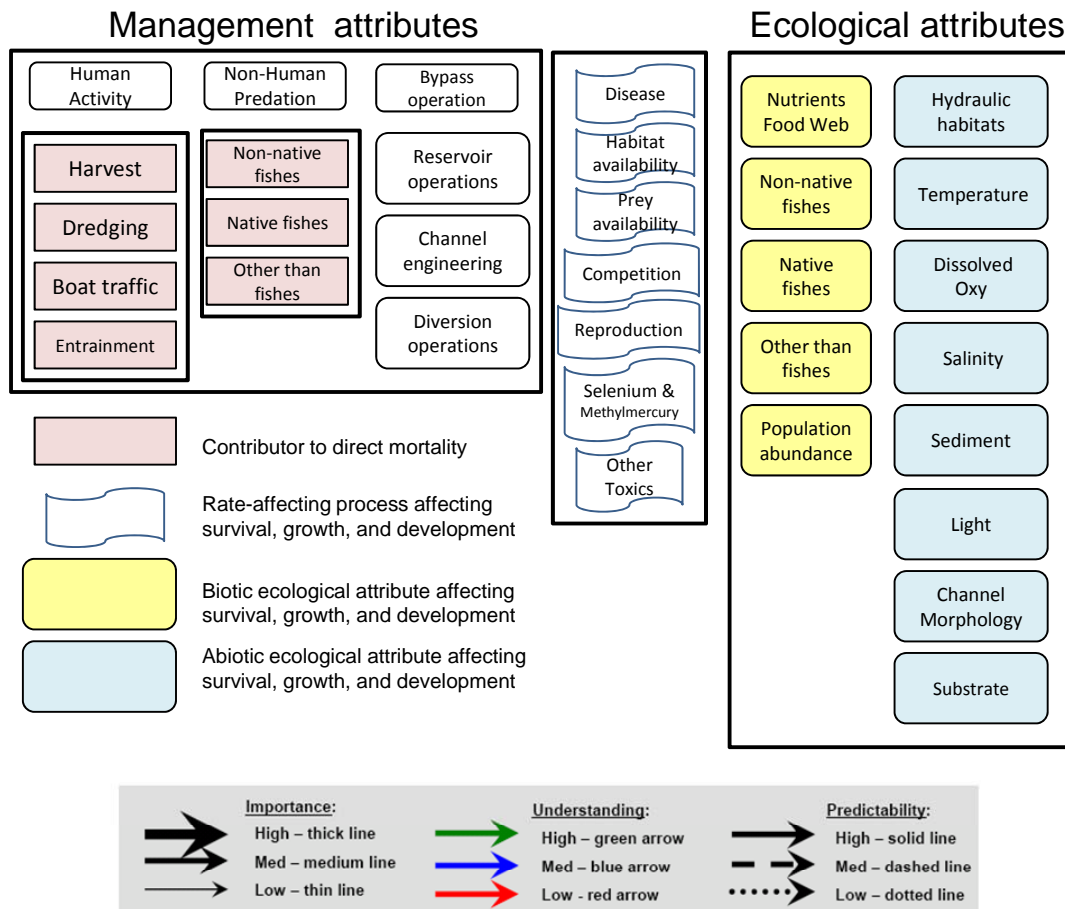 Management attributes
Ecological attributes
Human
Activity
Non-Human
Predation
Bypass
operation
Harvest
Dredging
Boat traffic
Entrainment
Non-native
fishes
Native fishes
Other than
fishes
Reservoir
operations
Channel
engineering
Diversion
operations
Disease
Habitat
availability
Prey
availability
Competition
Reproduction
Selenium &
Methylmercury
Other
Toxics
Nutrients
Food Web
Non-native
fishes
Native
fishes
Other than
fishes
Population
abundance
Hydraulic
habitats
Temperature
Dissolved
Oxy
Salinity
Sediment
Light
Channel
Morphology
Substrate
Contributor to direct mortality
Rate-affecting process affecting
survival, growth, and development
Biotic ecological attribute affecting
survival, growth, and development
Abiotic ecological attribute affecting
survival, growth, and development
Importance:
High – thick line
Med – medium line
Low – thin line
Understanding:
High – green arrow
Med – blue arrow
Low - red arrow
Predictability:
High – solid line
Med – dashed line
Low – dotted line